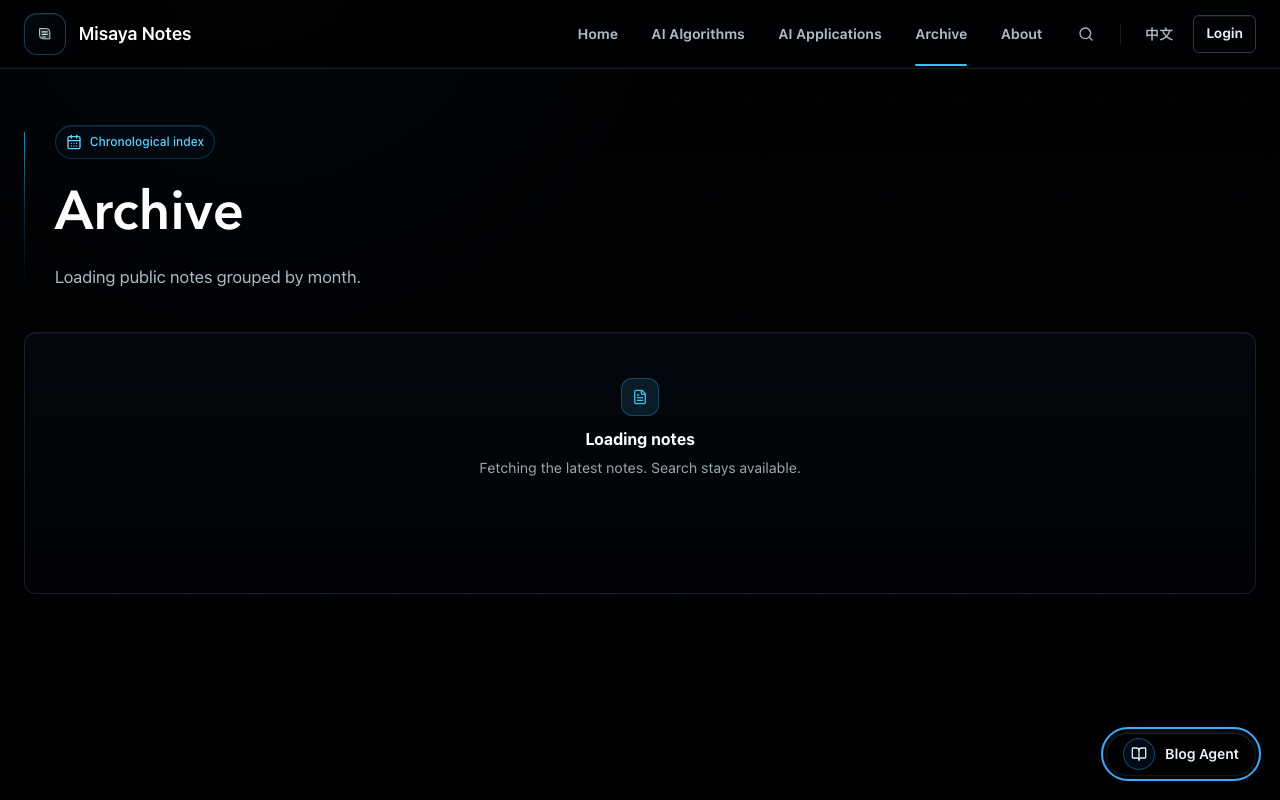 Misaya Notes
Home
AI Algorithms
AI Applications
Archive
About
中文
Login
Chronological index
Archive
Loading public notes grouped by month.
Loading notes
Fetching the latest notes. Search stays available.
Blog Agent